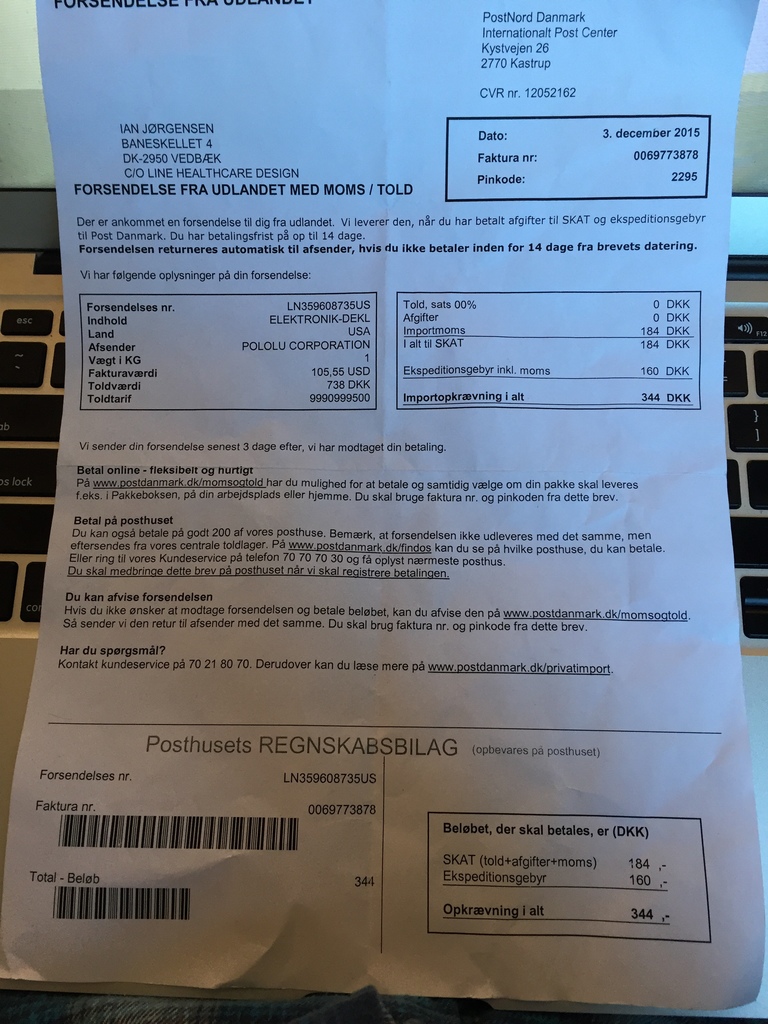 FORSENDELSE FRA UDLANDET
PostNord Danmark
Internationalt Post Center
Kystvejen 26
2770 Kastrup
CVR nr. 12052162
IAN JØRGENSEN
BANESKELLET 4
DK-2950 VEDBÆK
C/O LINE HEALTHCARE DESIGN
Dato: 3. december 2015
Faktura nr: 0069773878
Pinkode: 2295
FORSENDELSE FRA UDLANDET MED MOMS / TOLD
Der er ankommet en forsendelse til dig fra udlandet. Vi leverer den, når du har betalt afgifter til SKAT og ekspeditionsgebyr
til Post Danmark. Du har betalingsfrist på op til 14 dage.
Forsendelsen returneres automatisk til afsender, hvis du ikke betaler inden for 14 dage fra brevets datering.
Vi har følgende oplysninger på din forsendelse:
Forsendelses nr. LN359608735US
Indhold ELEKTRONIK-DEKL
Land USA
Afsender POLOLU CORPORATION
Vægt i KG 1
Fakturaværdi 105,55 USD
Toldværdi 738 DKK
Toldtarif 9990999500
Told, sats 00% 0 DKK
Afgifter 0 DKK
Importmoms 184 DKK
I alt til SKAT 184 DKK
Ekspeditionsgebyr inkl. moms 160 DKK
Importopkrævning i alt 344 DKK
Vi sender din forsendelse senest 3 dage efter, vi har modtaget din betaling.
Betal online - fleksibelt og hurtigt
På www.postdanmark.dk/momsogtold har du mulighed for at betale og samtidig vælge om din pakke skal leveres
f.eks. i Pakkeboksen, på din arbejdsplads eller hjemme. Du skal bruge faktura nr. og pinkoden fra dette brev.
Betal på posthuset
Du kan også betale på godt 200 af vores posthuse. Bemærk, at forsendelsen ikke udleveres med det samme, men
eftersendes fra vores centrale toldlager. På www.postdanmark.dk/findos kan du se på hvilke posthuse, du kan betale.
Eller ring til vores Kundeservice på telefon 70 70 70 30 og få oplyst nærmeste posthus.
Du skal medbringe dette brev på posthuset når vi skal registrere betalingen.
Du kan afvise forsendelsen
Hvis du ikke ønsker at modtage forsendelsen og betale beløbet, kan du afvise den på www.postdanmark.dk/momsogtold.
Så sender vi den retur til afsender med det samme. Du skal brug faktura nr. og pinkode fra dette brev.
Har du spørgsmål?
Kontakt kundeservice på 70 21 80 70. Derudover kan du læse mere på www.postdanmark.dk/privatimport.
Posthusets REGNSKABSBILAG (opbevares på posthuset)
Forsendelses nr. LN359608735US
Faktura nr. 0069773878
Total - Beløb 344
Beløbet, der skal betales, er (DKK)
SKAT (told+afgifter+moms) 184 ,-
Ekspeditionsgebyr 160 ,-
Opkrævning i alt 344 ,-
esc
F12